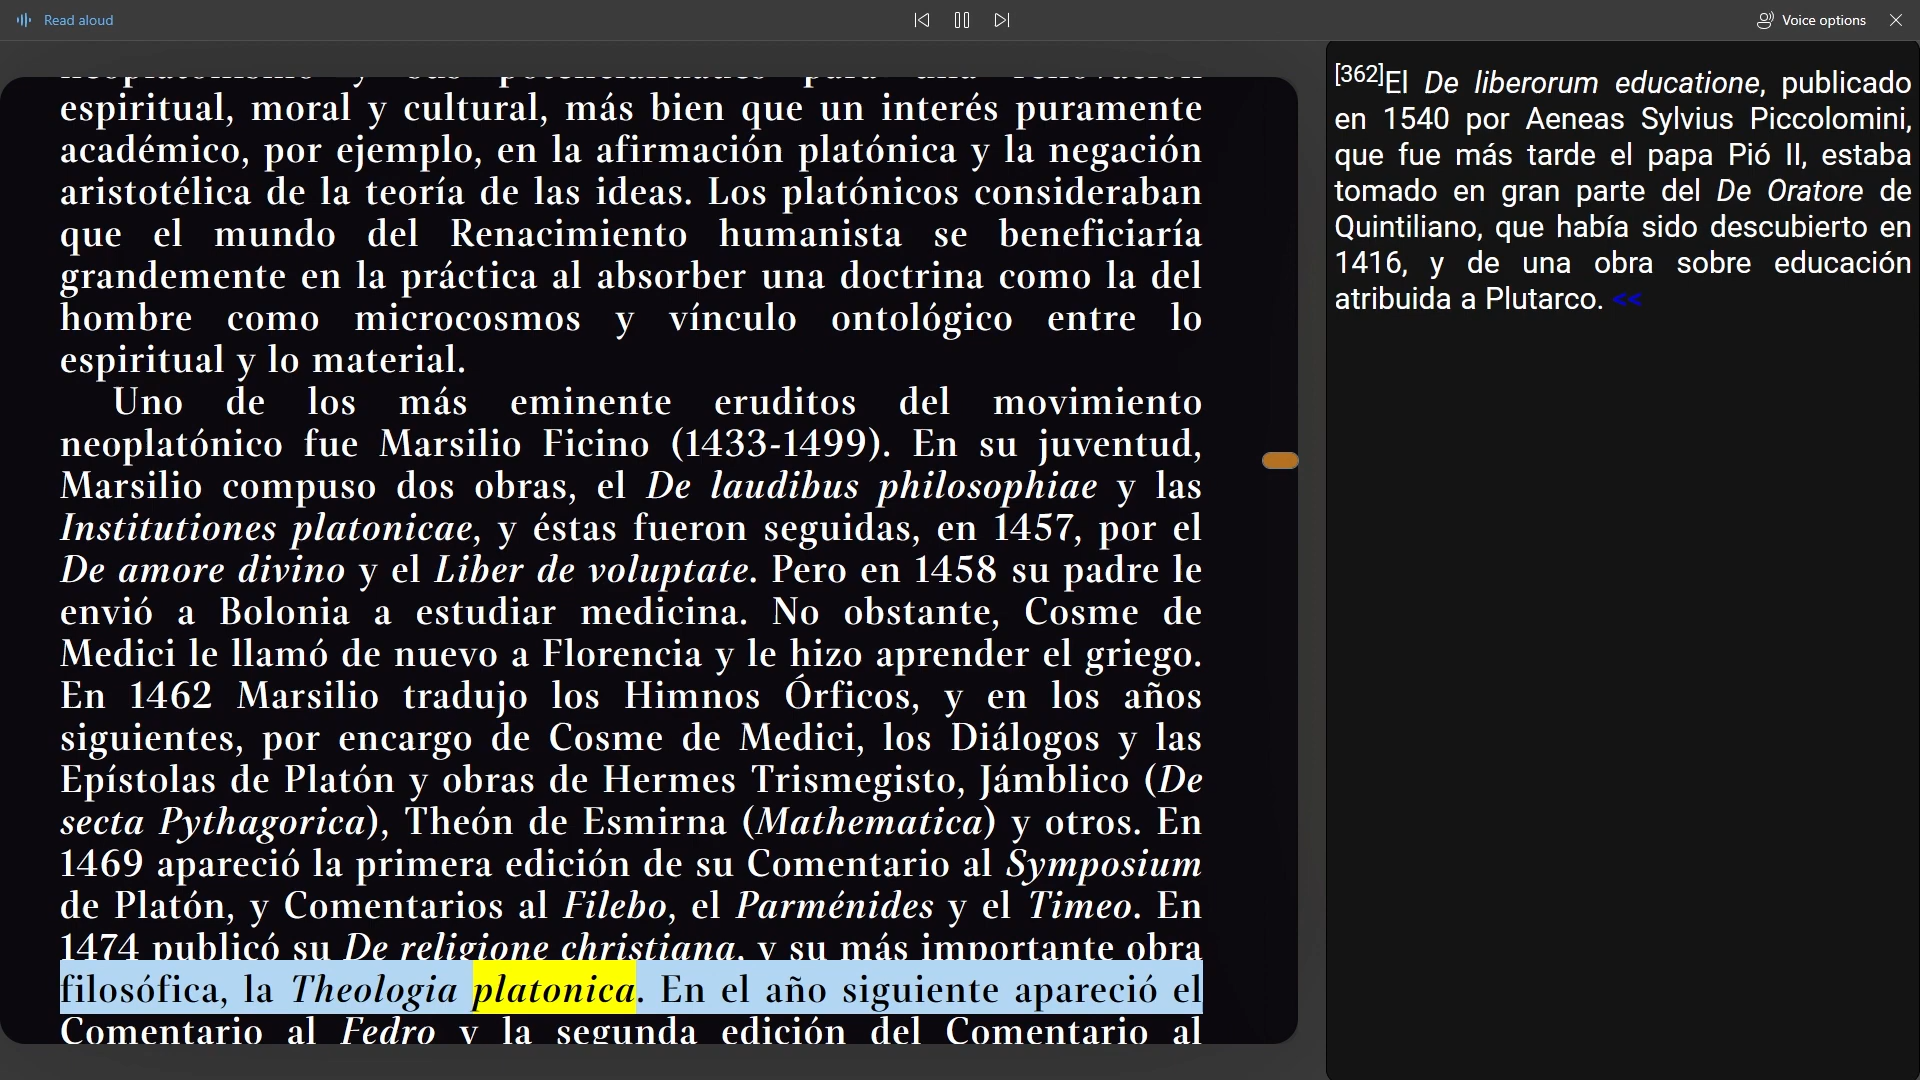 Read aloud
Voice options
neoplatonismo y sus potencialidades para una renovación
espiritual, moral y cultural, más bien que un interés puramente
académico, por ejemplo, en la afirmación platónica y la negación
aristotélica de la teoría de las ideas. Los platónicos consideraban
que el mundo del Renacimiento humanista se beneficiaría
grandemente en la práctica al absorber una doctrina como la del
hombre como microcosmos y vínculo ontológico entre lo
espiritual y lo material.
Uno de los más eminente eruditos del movimiento
neoplatónico fue Marsilio Ficino (1433-1499). En su juventud,
Marsilio compuso dos obras, el De laudibus philosophiae y las
Institutiones platonicae, y éstas fueron seguidas, en 1457, por el
De amore divino y el Liber de voluptate. Pero en 1458 su padre le
envió a Bolonia a estudiar medicina. No obstante, Cosme de
Medici le llamó de nuevo a Florencia y le hizo aprender el griego.
En 1462 Marsilio tradujo los Himnos Órficos, y en los años
siguientes, por encargo de Cosme de Medici, los Diálogos y las
Epístolas de Platón y obras de Hermes Trismegisto, Jámblico (De
secta Pythagorica), Theón de Esmirna (Mathematica) y otros. En
1469 apareció la primera edición de su Comentario al Symposium
de Platón, y Comentarios al Filebo, el Parménides y el Timeo. En
1474 publicó su De religione christiana, y su más importante obra
filosófica, la Theologia platonica. En el año siguiente apareció el
Comentario al Fedro y la segunda edición del Comentario al
[362]El De liberorum educatione, publicado
en 1540 por Aeneas Sylvius Piccolomini,
que fue más tarde el papa Pió II, estaba
tomado en gran parte del De Oratore de
Quintiliano, que había sido descubierto en
1416, y de una obra sobre educación
atribuida a Plutarco. <<